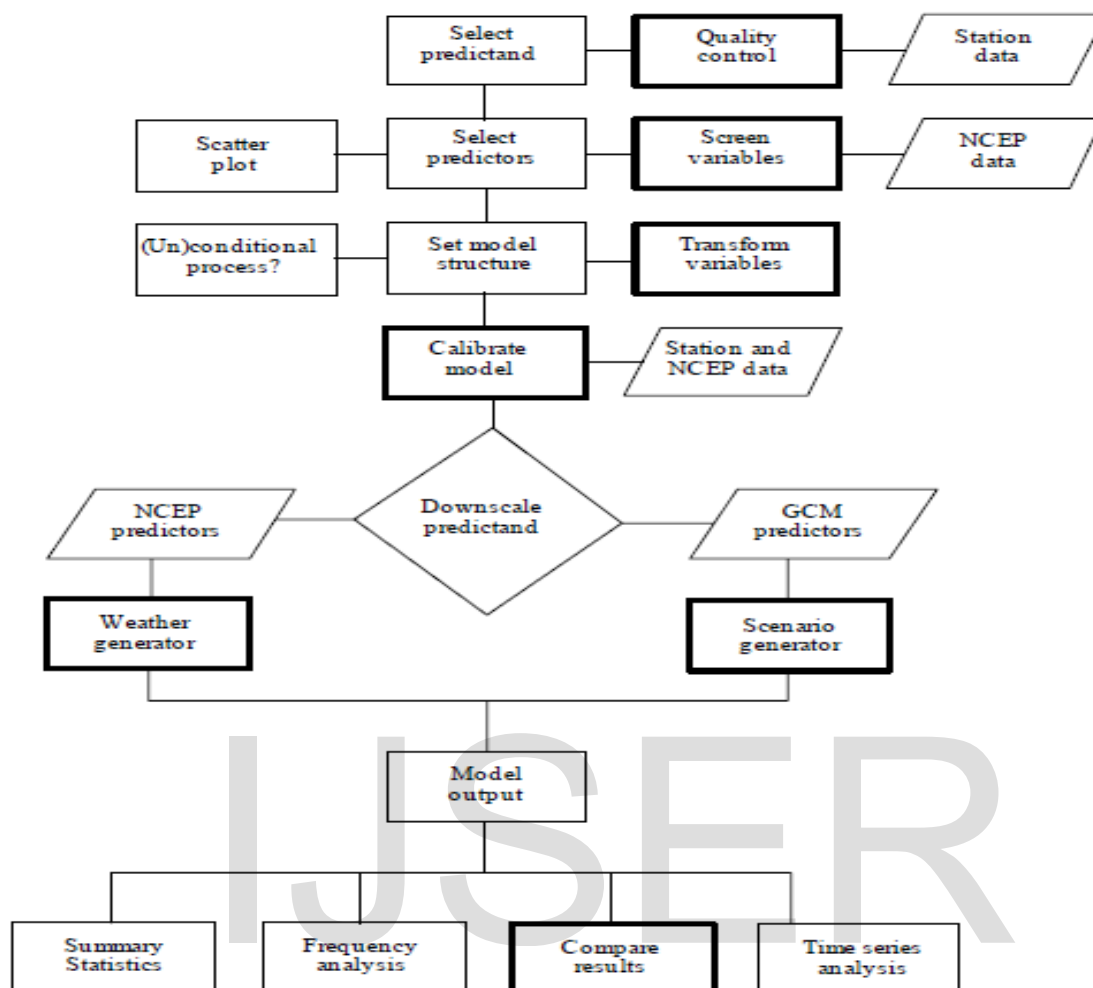 Select
predictand
Quality
control
Station
data
Scatter
plot
Select
predictors
Screen
variables
NCEP
data
(Un)conditional
process?
Set model
structure
Transform
variables
Calibrate
model
Station and
NCEP data
NCEP
predictors
Downscale
predictand
GCM
predictors
Weather
generator
Scenario
generator
Model
output
IJSER
Summary
Statistics
Frequency
analysis
Compare
results
Time series
analysis